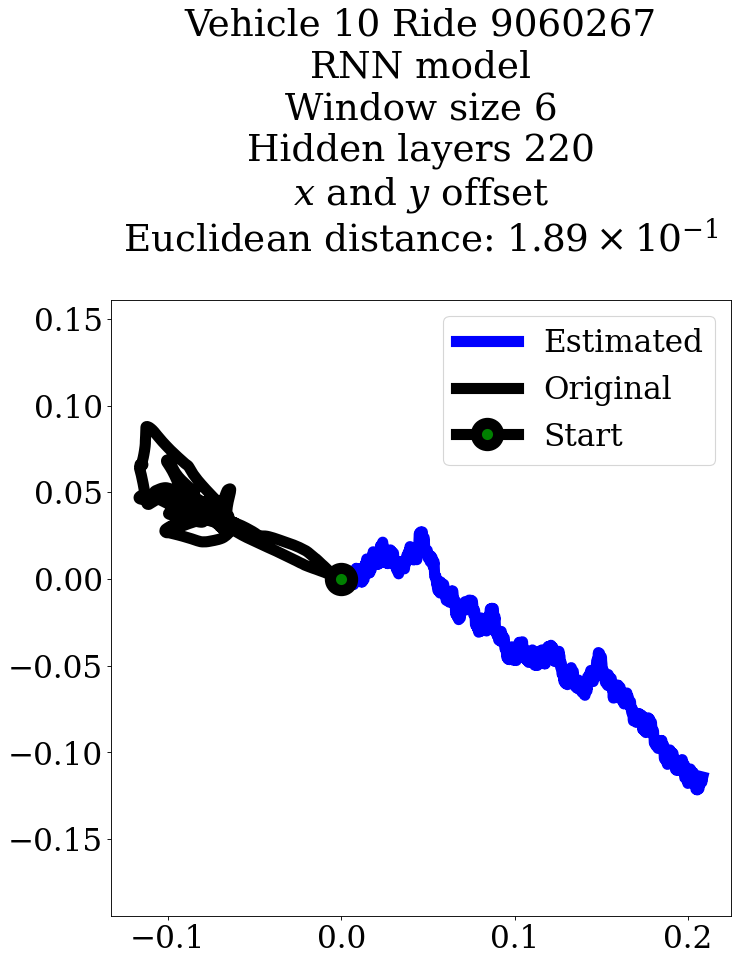 Vehicle 10 Ride 9060267
RNN model
Window size 6
Hidden layers 220
x and y offset
Euclidean distance: 1.89 × 10⁻¹
Estimated
Original
Start
0.15
0.10
0.05
0.00
−0.05
−0.10
−0.15
−0.1
0.0
0.1
0.2